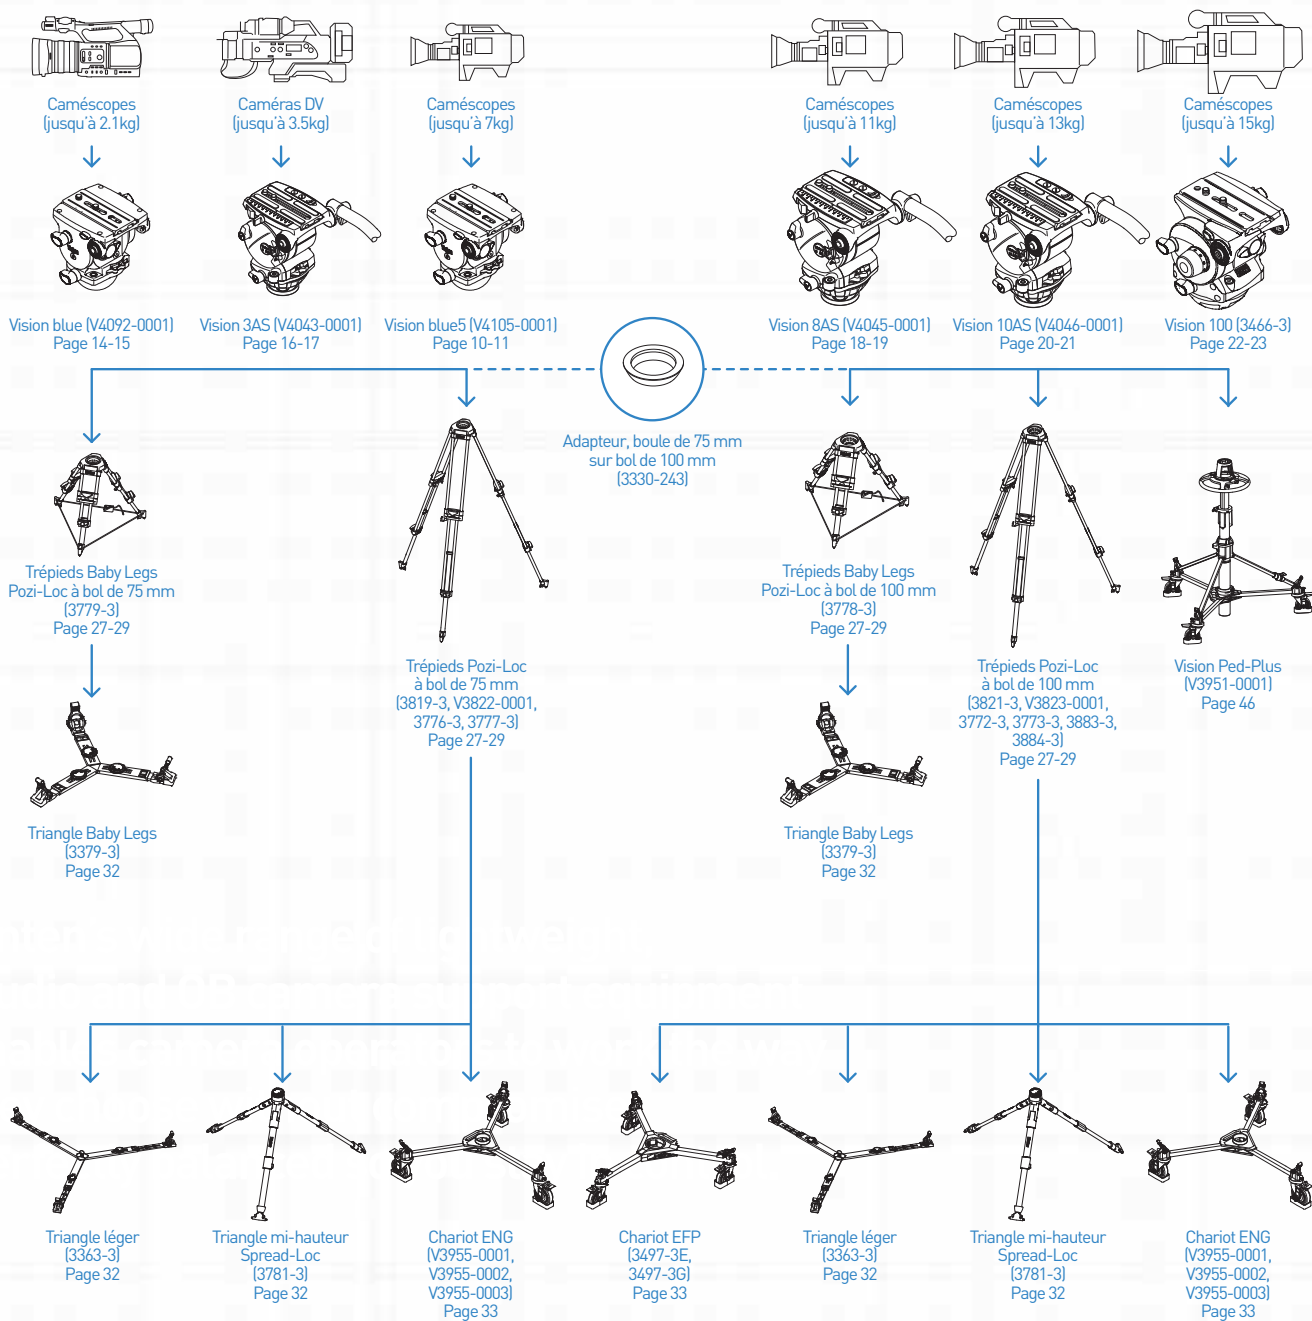 Caméscopes
(jusqu'à 2.1kg)
Caméras DV
(jusqu'à 3.5kg)
Caméscopes
(jusqu'à 7kg)
Caméscopes
(jusqu'à 11kg)
Caméscopes
(jusqu'à 13kg)
Caméscopes
(jusqu'à 15kg)
Vision blue (V4092-0001)
Page 14-15
Vision 3AS (V4043-0001)
Page 16-17
Vision blue5 (V4105-0001)
Page 10-11
Vision 8AS (V4045-0001)
Page 18-19
Vision 10AS (V4046-0001)
Page 20-21
Vision 100 (3466-3)
Page 22-23
Adapteur, boule de 75 mm
sur bol de 100 mm
(3330-243)
Trépieds Baby Legs
Pozi-Loc à bol de 75 mm
(3779-3)
Page 27-29
Trépieds Pozi-Loc
à bol de 75 mm
(3819-3, V3822-0001,
3776-3, 3777-3)
Page 27-29
Trépieds Baby Legs
Pozi-Loc à bol de 100 mm
(3778-3)
Page 27-29
Trépieds Pozi-Loc
à bol de 100 mm
(3821-3, V3823-0001,
3772-3, 3773-3, 3883-3,
3884-3)
Page 27-29
Vision Ped-Plus
(V3951-0001)
Page 46
Triangle Baby Legs
(3379-3)
Page 32
Triangle Baby Legs
(3379-3)
Page 32
Triangle léger
(3363-3)
Page 32
Triangle mi-hauteur
Spread-Loc
(3781-3)
Page 32
Chariot ENG
(V3955-0001,
V3955-0002,
V3955-0003)
Page 33
Chariot EFP
(3497-3E,
3497-3G)
Page 33
Triangle léger
(3363-3)
Page 32
Triangle mi-hauteur
Spread-Loc
(3781-3)
Page 32
Chariot ENG
(V3955-0001,
V3955-0002,
V3955-0003)
Page 33